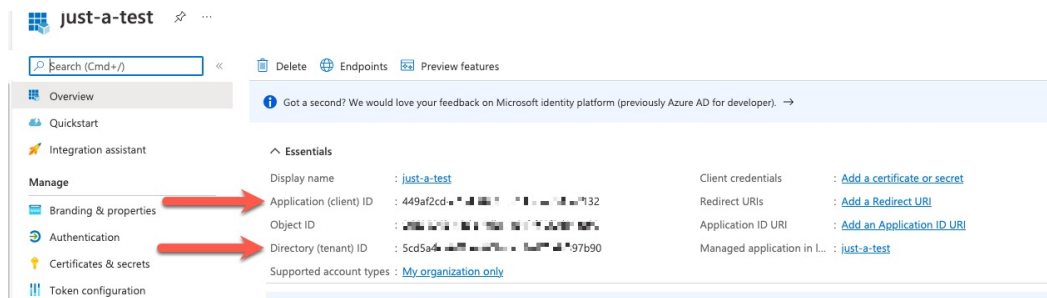 just-a-test
Search (Cmd+/)
«
Delete
Endpoints
Preview features
Overview
Quickstart
Integration assistant
Manage
Branding & properties
Authentication
Certificates & secrets
Token configuration
Got a second? We would love your feedback on Microsoft identity platform (previously Azure AD for developer). →
Essentials
Display name : just-a-test
Application (client) ID : 449af2cd- 132
Object ID :
Directory (tenant) ID : 5cd5a4 97b90
Supported account types : My organization only
Client credentials : Add a certificate or secret
Redirect URIs : Add a Redirect URI
Application ID URI : Add an Application ID URI
Managed application in l... : just-a-test